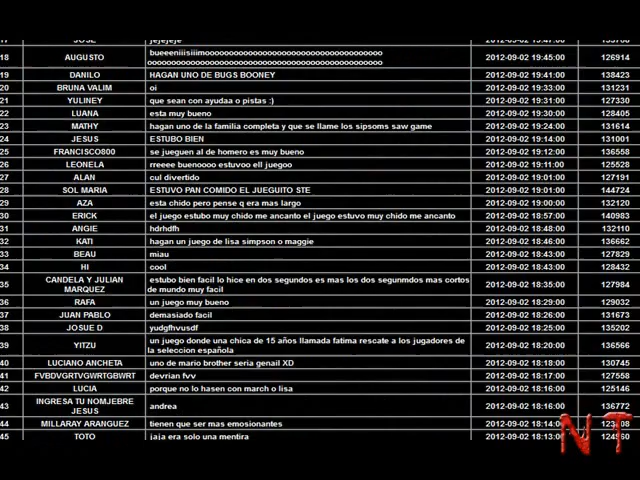 17 JOSE jejejeje 2012-09-02 19:47:00 133700
18 AUGUSTO bueeeniiisiiimooooooooooooooooooooooooooooooooooo
ooooooooooooooooooooooooooooooooooooooooooooooo 2012-09-02 19:45:00 126914
19 DANILO HAGAN UNO DE BUGS BOONEY 2012-09-02 19:41:00 138423
20 BRUNA VALIM oi 2012-09-02 19:33:00 131231
21 YULINEY que sean con ayudaa o pistas :) 2012-09-02 19:31:00 127330
22 LUANA esta muy bueno 2012-09-02 19:30:00 128405
23 MATHY hagan uno de la familia completa y que se llame los sipsoms saw game 2012-09-02 19:24:00 131614
24 JESUS ESTUBO BIEN 2012-09-02 19:14:00 131001
25 FRANCISCO800 se jueguen al de homero es muy bueno 2012-09-02 19:12:00 136558
26 LEONELA rreeee buenoooo estuvoo ell juegoo 2012-09-02 19:11:00 125528
27 ALAN cul divertido 2012-09-02 19:01:00 127191
28 SOL MARIA ESTUVO PAN COMIDO EL JUEGUITO STE 2012-09-02 19:01:00 144724
29 AZA esta chido pero pense q era mas largo 2012-09-02 19:00:00 132120
30 ERICK el juego estubo muy chido me ancanto el juego estuvo muy chido me ancanto 2012-09-02 18:57:00 140983
31 ANGIE hdrhdfh 2012-09-02 18:48:00 132110
32 KATI hagan un juego de lisa simpson o maggie 2012-09-02 18:46:00 136662
33 BEAU miau 2012-09-02 18:43:00 127829
34 HI cool 2012-09-02 18:43:00 128432
35 CANDELA Y JULIAN
MARQUEZ estubo bien facil lo hice en dos segundos es mas los dos segunmdos mas cortos
de mundo muy facil 2012-09-02 18:35:00 127984
36 RAFA un juego muy bueno 2012-09-02 18:29:00 129032
37 JUAN PABLO demasiado facil 2012-09-02 18:26:00 131673
38 JOSUE D yudgfhvusdf 2012-09-02 18:25:00 135202
39 YITZU un juego donde una chica de 15 años llamada fatima rescate a los jugadores de
la seleccion española 2012-09-02 18:20:00 136566
40 LUCIANO ANCHETA uno de mario brother seria genail XD 2012-09-02 18:18:00 130745
41 FVBDVGRTVGWRTGBWRT devrian fvv 2012-09-02 18:17:00 127558
42 LUCIA porque no lo hasen con march o lisa 2012-09-02 18:16:00 125146
43 INGRESA TU NOMJEBRE
JESUS andrea 2012-09-02 18:16:00 136772
44 MILLARAY ARANGUEZ tienen que ser mas emosionantes 2012-09-02 18:14:00
45 TOTO jaja era solo una mentira 2012-09-02 18:13:00
NT